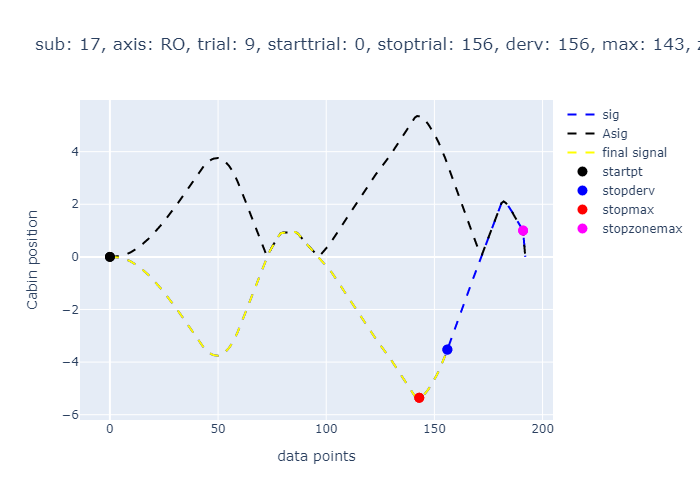 sub: 17, axis: RO, trial: 9, starttrial: 0, stoptrial: 156, derv: 156, max: 143,
sig
Asig
final signal
startpt
stopderv
stopmax
stopzonemax
Cabin position
4
2
0
−2
−4
−6
0 50 100 150 200
data points